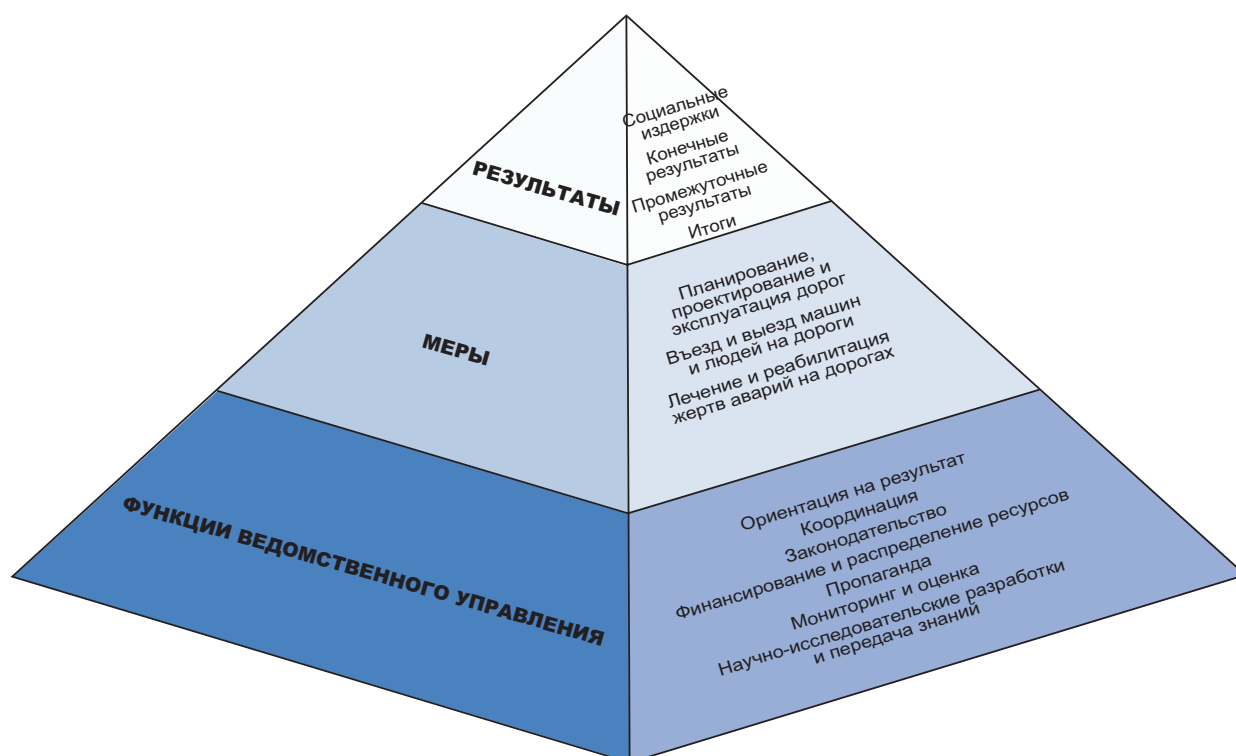 РЕЗУЛЬТАТЫ
Социальные
издержки
Конечные
результаты
Промежуточные
результаты
Итоги
МЕРЫ
Планирование,
проектирование и
эксплуатация дорог
Въезд и выезд машин
и людей на дороги
Лечение и реабилитация
жертв аварий на дорогах
ФУНКЦИИ ВЕДОМСТВЕННОГО УПРАВЛЕНИЯ
Ориентация на результат
Координация
Законодательство
Финансирование и распределение ресурсов
Пропаганда
Мониторинг и оценка
Научно-исследовательские разработки
и передача знаний